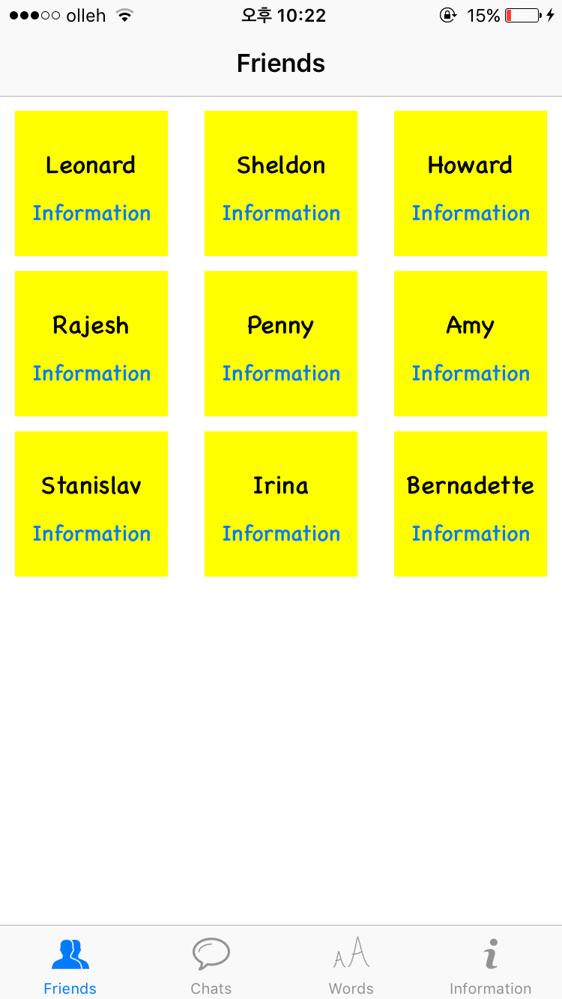 olleh 오후 10:22 15%
Friends
Leonard Sheldon Howard
Information Information Information
Rajesh Penny Amy
Information Information Information
Stanislav Irina Bernadette
Information Information Information
AA i
Friends Chats Words Information